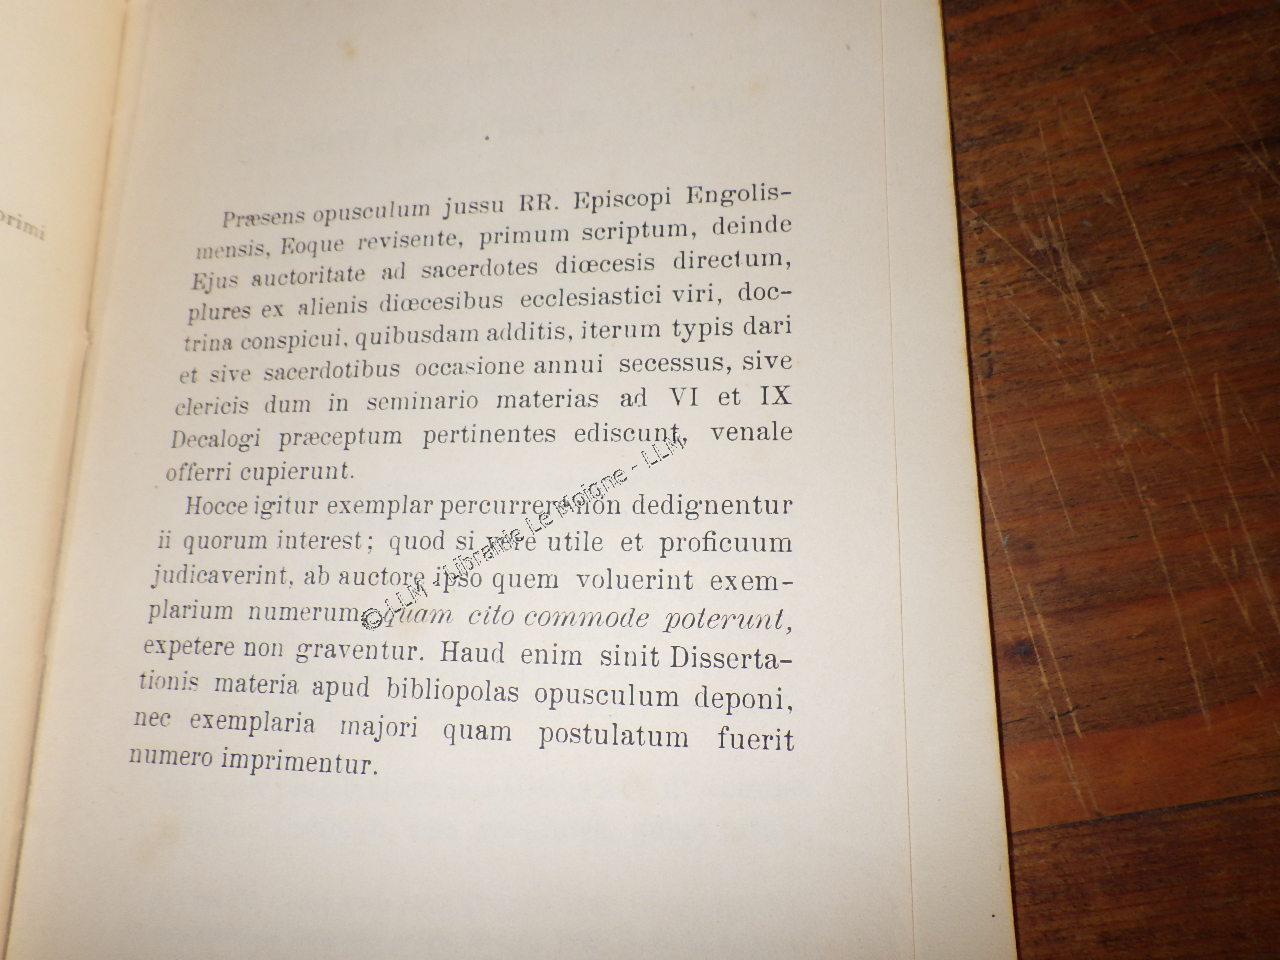 primi
Præsens opusculum jussu RR. Episcopi Engolis-
mensis, Eoque revisente, primum scriptum, deinde
Ejus auctoritate ad sacerdotes diœcesis directum,
plures ex alienis diœcesibus ecclesiastici viri, doc-
trina conspicui, quibusdam additis, iterum typis dari
et sive sacerdotibus occasione annui secessus, sive
clericis dum in seminario materias ad VI et IX
Decalogi præceptum pertinentes ediscunt, venale
offerri cupierunt.
Hocce igitur exemplar percurrere non dedignentur
ii quorum interest; quod si vere utile et proficuum
judicaverint, ab auctore ipso quem voluerint exem-
plarium numerum, quam cito commode poterunt,
expetere non graventur. Haud enim sinit Disserta-
tionis materia apud bibliopolas opusculum deponi,
nec exemplaria majori quam postulatum fuerit
numero imprimentur.
© LLM - Librairie Le Moigne - LLM